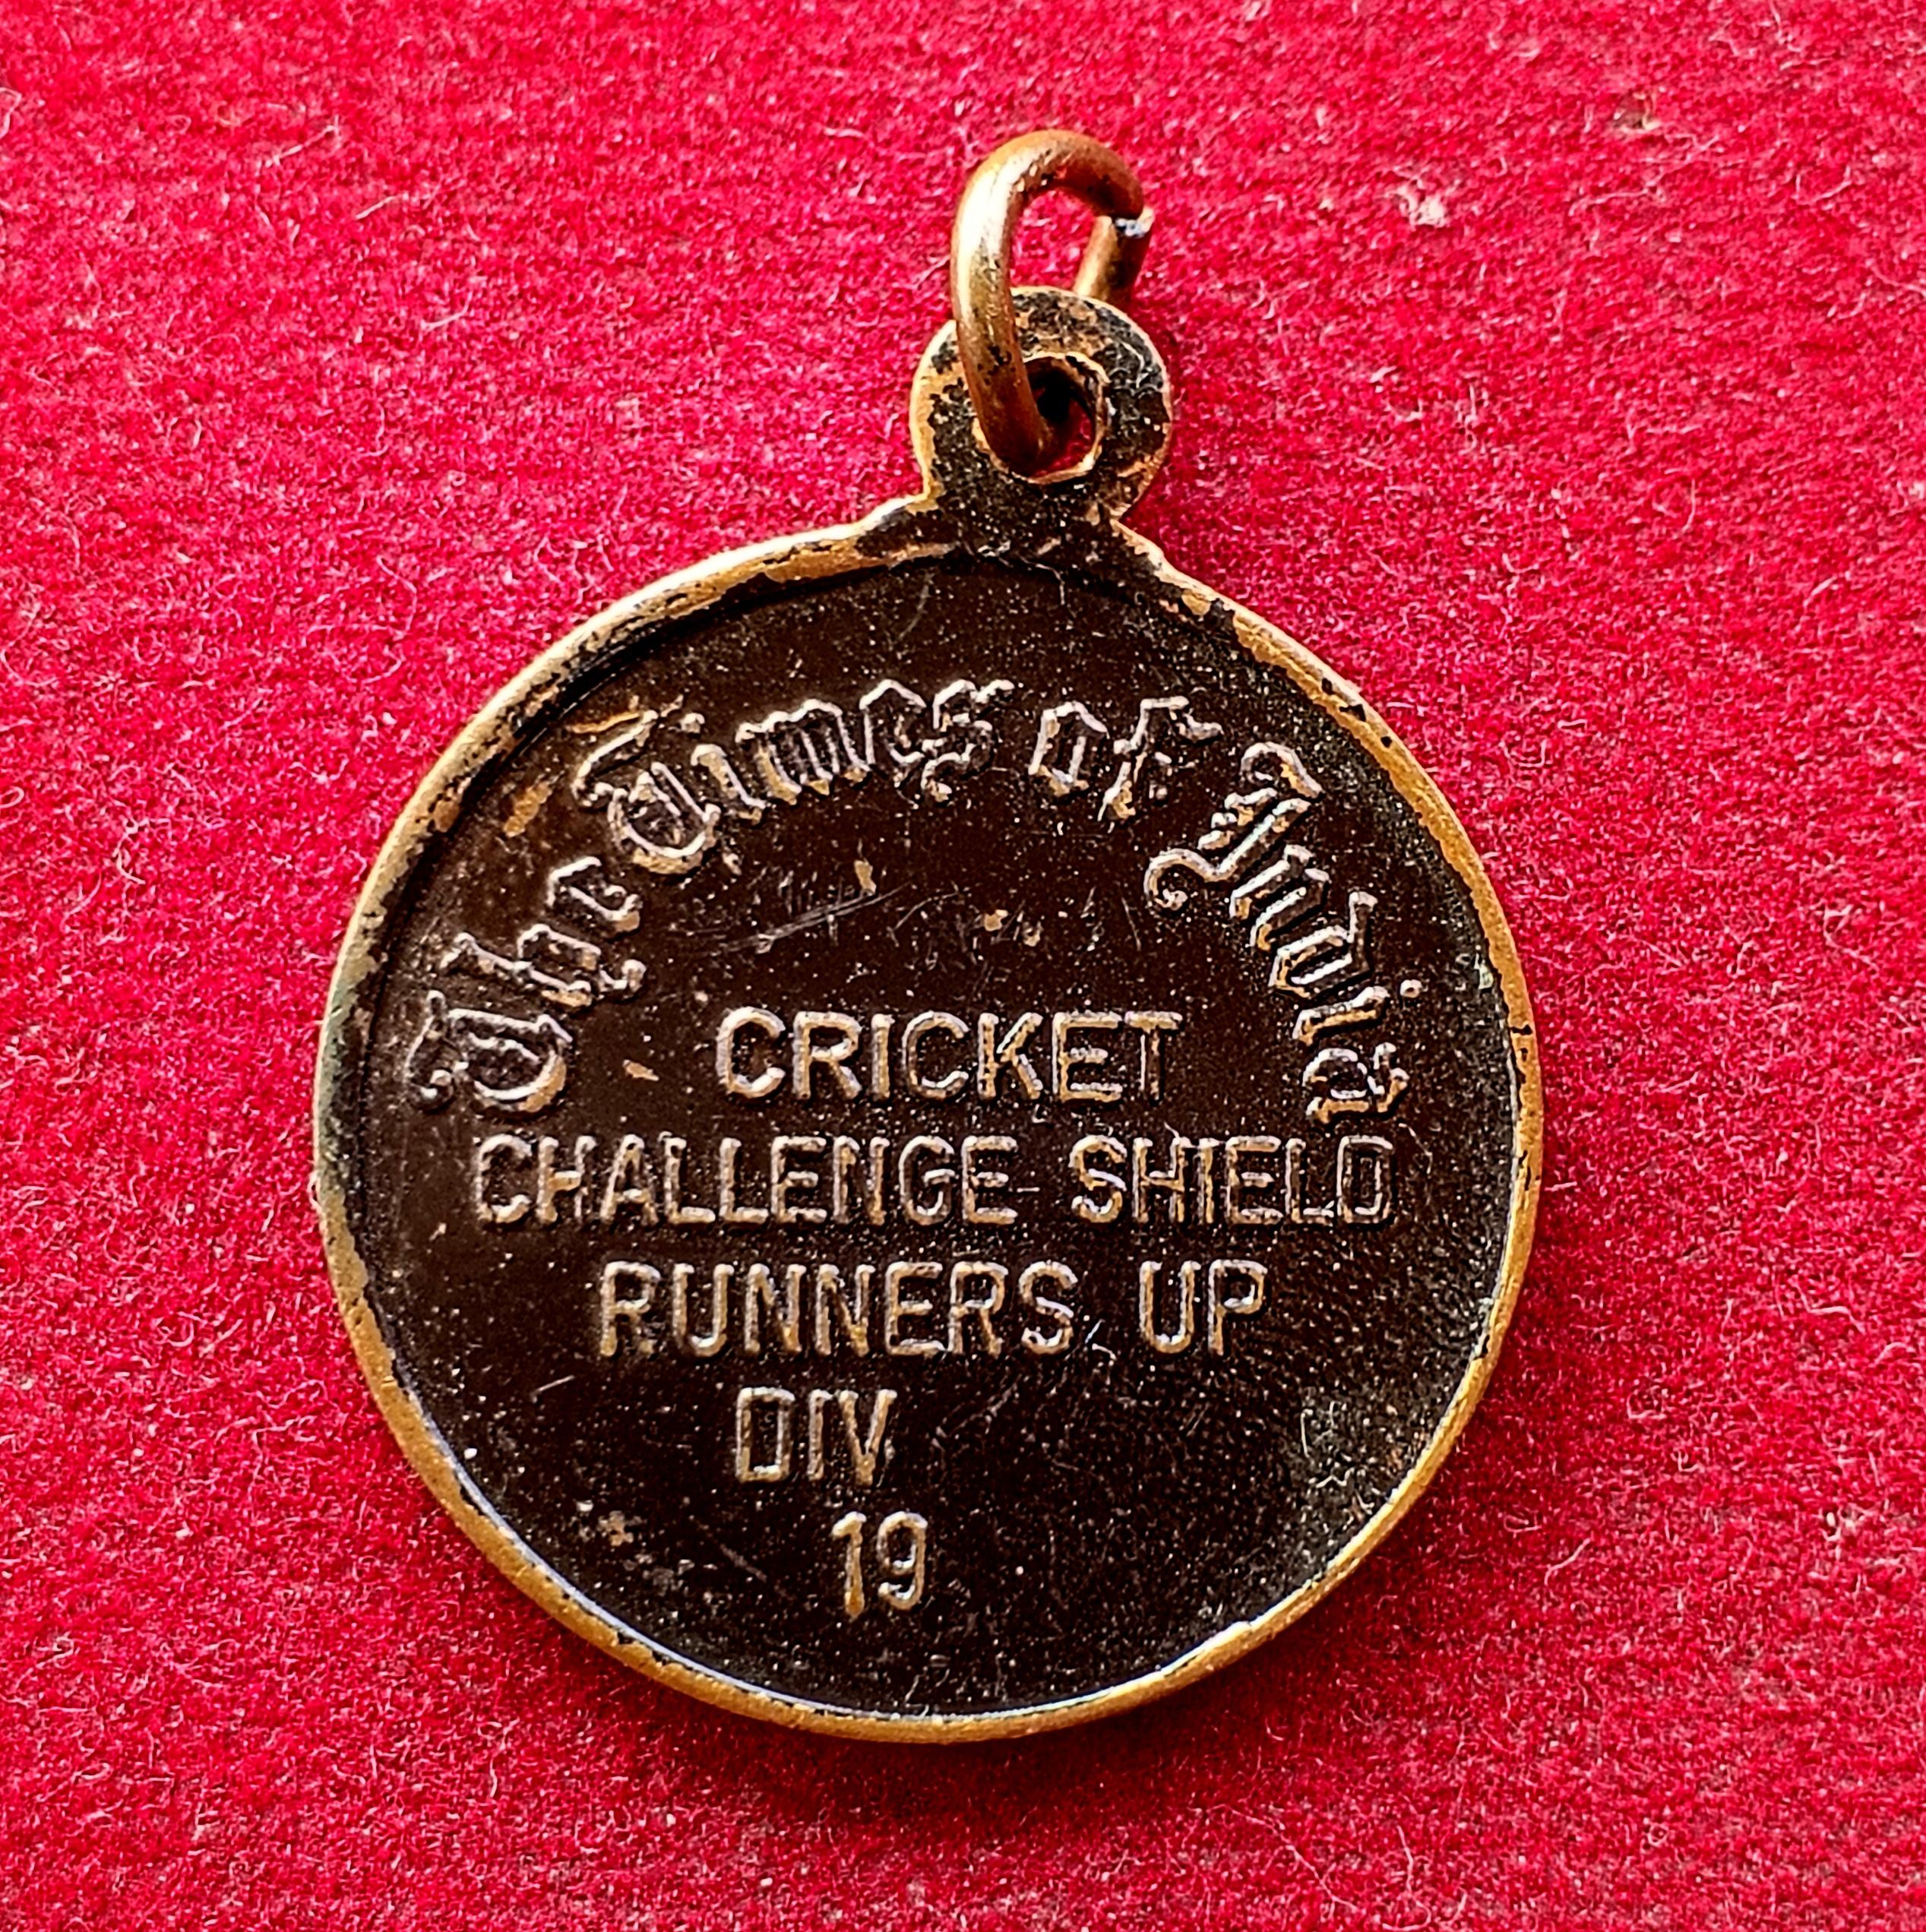 The Times of India
CRICKET
CHALLENGE SHIELD
RUNNERS UP
DIV
19